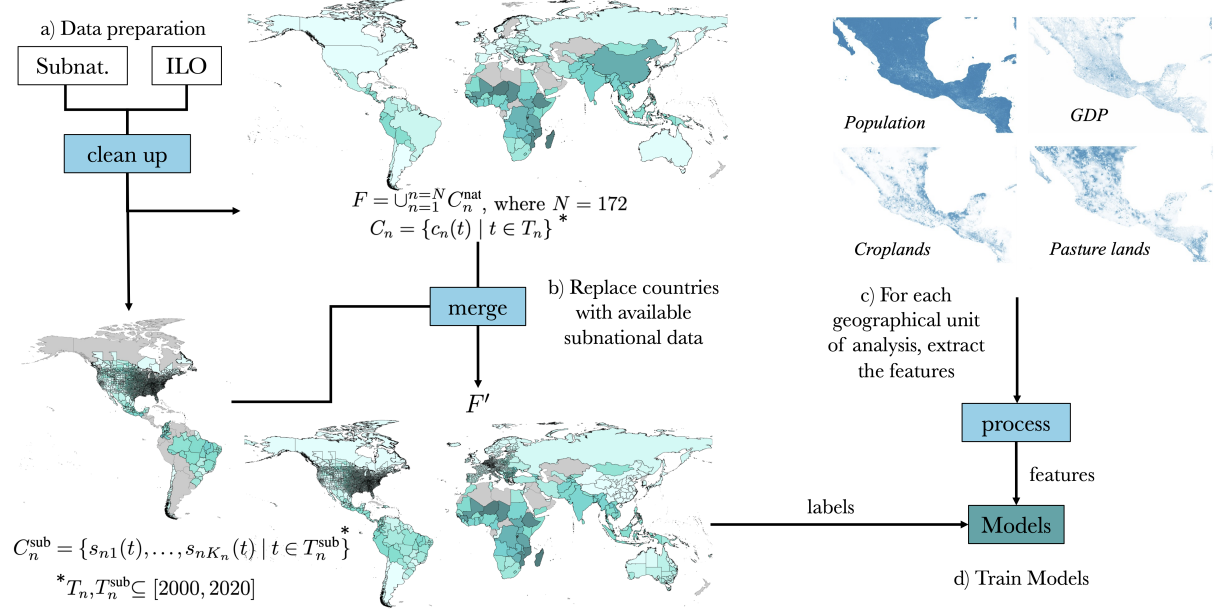 a) Data preparation
Subnat.
ILO
clean up
F = ∪_{n=1}^{n=N} C_n^{nat}, where N = 172
C_n = {c_n(t) | t ∈ T_n} *
b) Replace countries
with available
subnational data
merge
F′
C_n^{sub} = {s_{n1}(t), …, s_{nK_n}(t) | t ∈ T_n^{sub}} *
*T_n, T_n^{sub} ⊆ [2000, 2020]
Population
GDP
Croplands
Pasture lands
c) For each
geographical unit
of analysis, extract
the features
process
features
labels
Models
d) Train Models